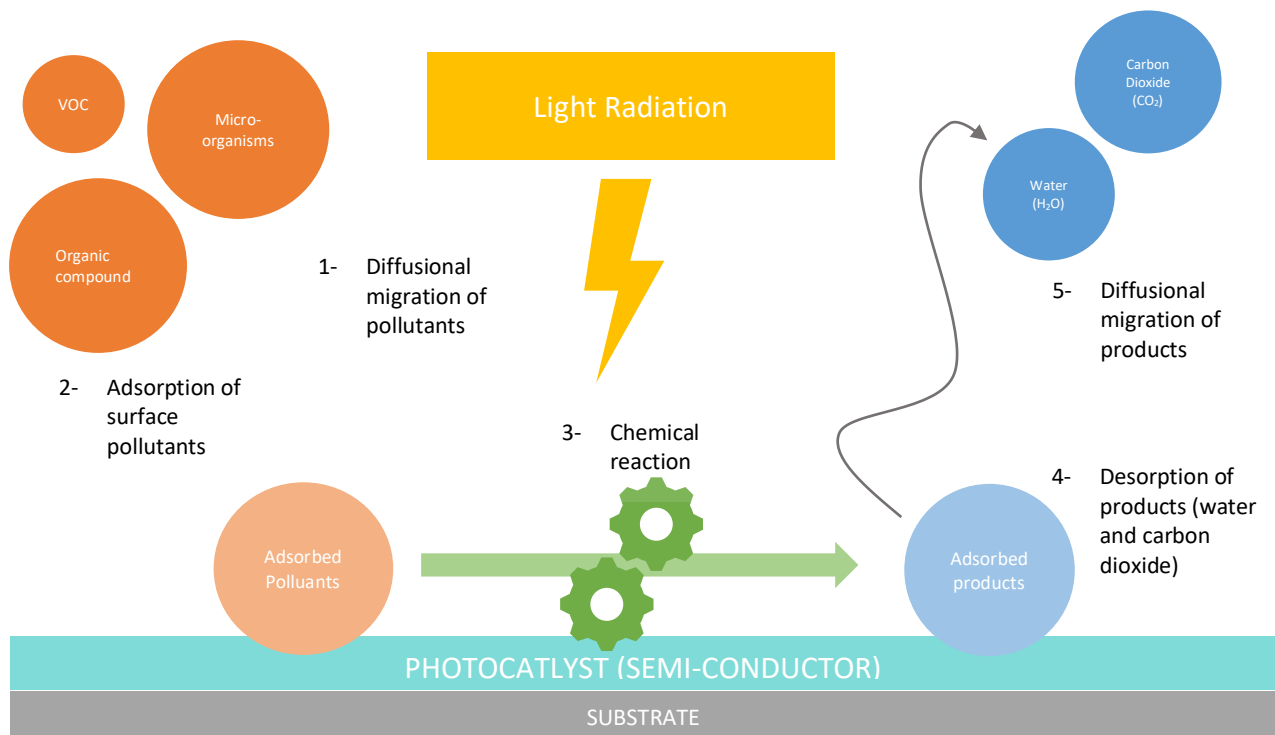 VOC
Micro-
organisms
Organic
compound
Light Radiation
Carbon
Dioxide
(CO₂)
Water
(H₂O)
1- Diffusional
migration of
pollutants
2- Adsorption of
surface
pollutants
3- Chemical
reaction
5- Diffusional
migration of
products
4- Desorption of
products (water
and carbon
dioxide)
Adsorbed
Polluants
Adsorbed
products
PHOTOCATLYST (SEMI-CONDUCTOR)
SUBSTRATE